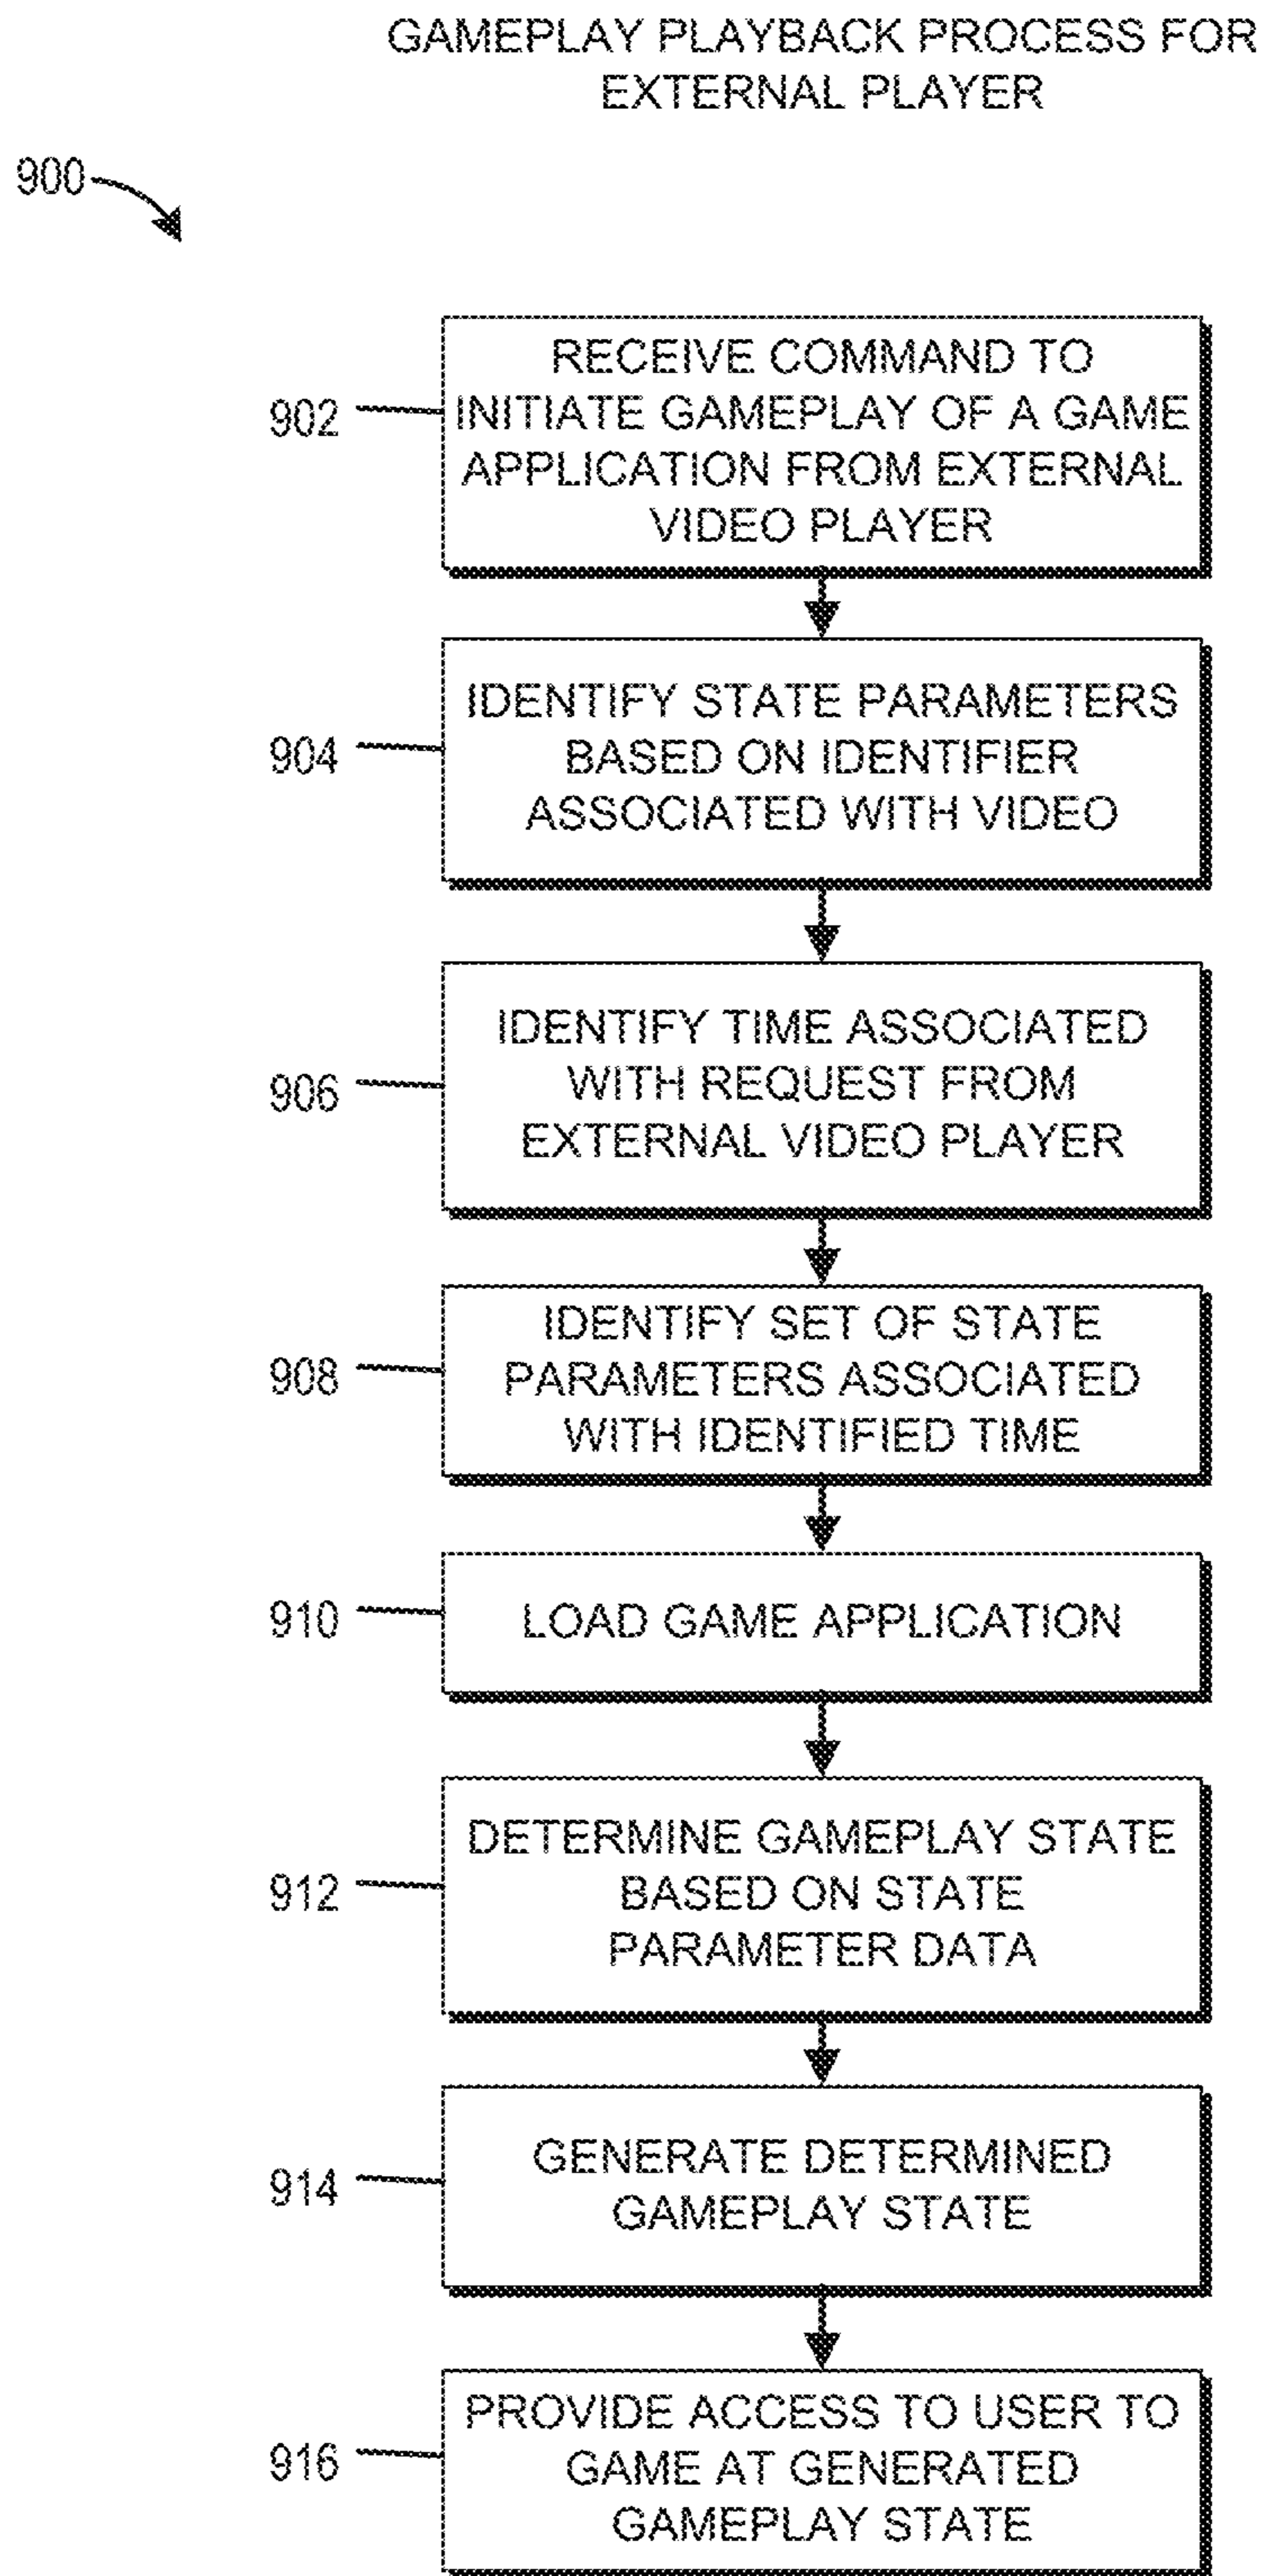 GAMEPLAY PLAYBACK PROCESS FOR
EXTERNAL PLAYER
900
902
RECEIVE COMMAND TO
INITIATE GAMEPLAY OF A GAME
APPLICATION FROM EXTERNAL
VIDEO PLAYER
904
IDENTIFY STATE PARAMETERS
BASED ON IDENTIFIER
ASSOCIATED WITH VIDEO
906
IDENTIFY TIME ASSOCIATED
WITH REQUEST FROM
EXTERNAL VIDEO PLAYER
908
IDENTIFY SET OF STATE
PARAMETERS ASSOCIATED
WITH IDENTIFIED TIME
910
LOAD GAME APPLICATION
912
DETERMINE GAMEPLAY STATE
BASED ON STATE
PARAMETER DATA
914
GENERATE DETERMINED
GAMEPLAY STATE
916
PROVIDE ACCESS TO USER TO
GAME AT GENERATED
GAMEPLAY STATE